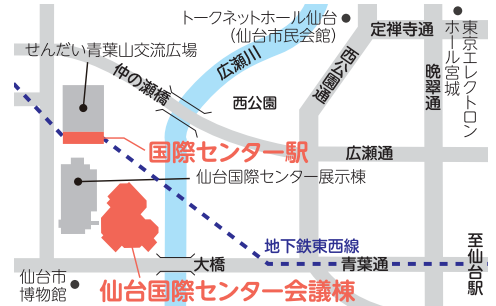 トークネットホール仙台
(仙台市民会館)
定禅寺通
東京エレクトロン
ホール宮城
せんだい青葉山交流広場
広瀬川
西公園通
晩翠通
仲の瀬橋
西公園
国際センター駅
広瀬通
仙台国際センター展示棟
地下鉄東西線
至仙台駅
大橋
青葉通
仙台市
博物館
仙台国際センター会議棟